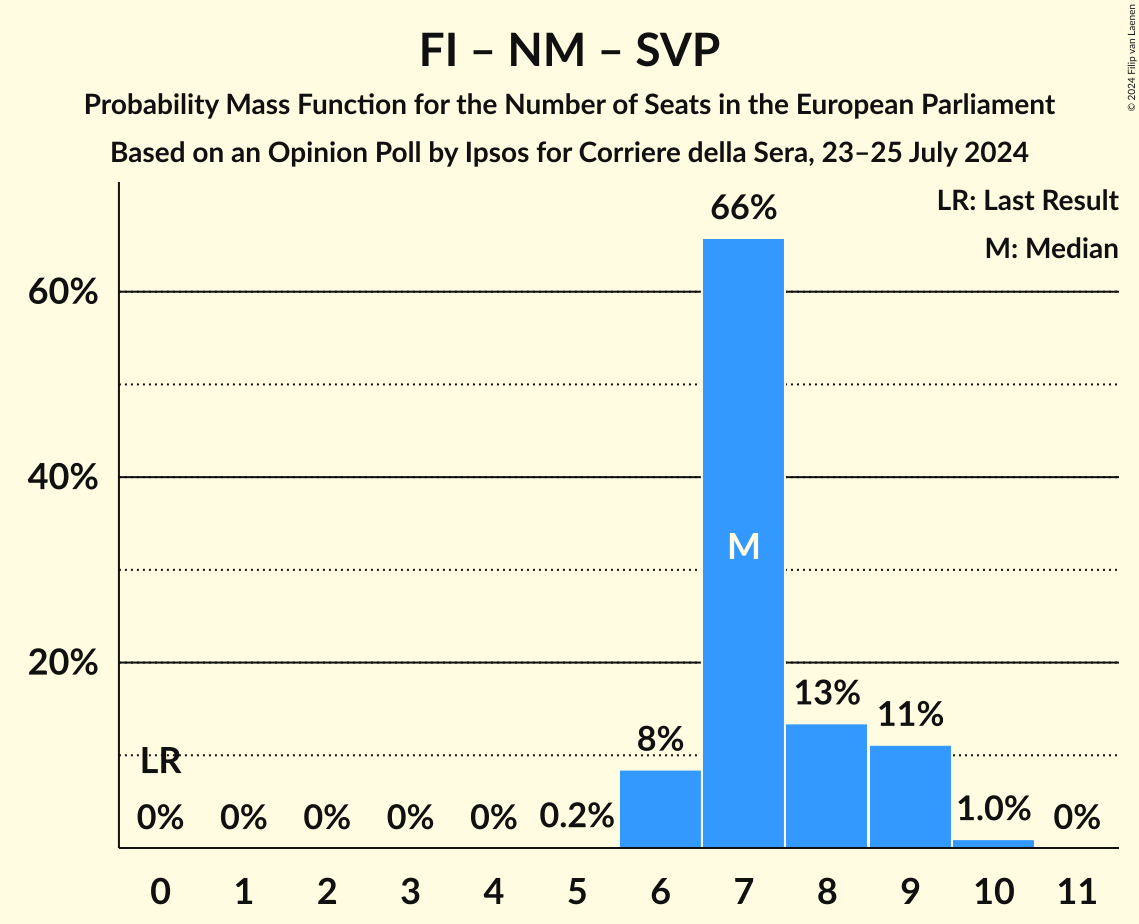 FI – NM – SVP
Probability Mass Function for the Number of Seats in the European Parliament
Based on an Opinion Poll by Ipsos for Corriere della Sera, 23–25 July 2024
© 2024 Filip van Laenen
LR: Last Result
M: Median
66%
60%
40%
M
20%
13%
11%
8%
LR
0% 0% 0% 0% 0% 0.2% 1.0% 0%
0 1 2 3 4 5 6 7 8 9 10 11